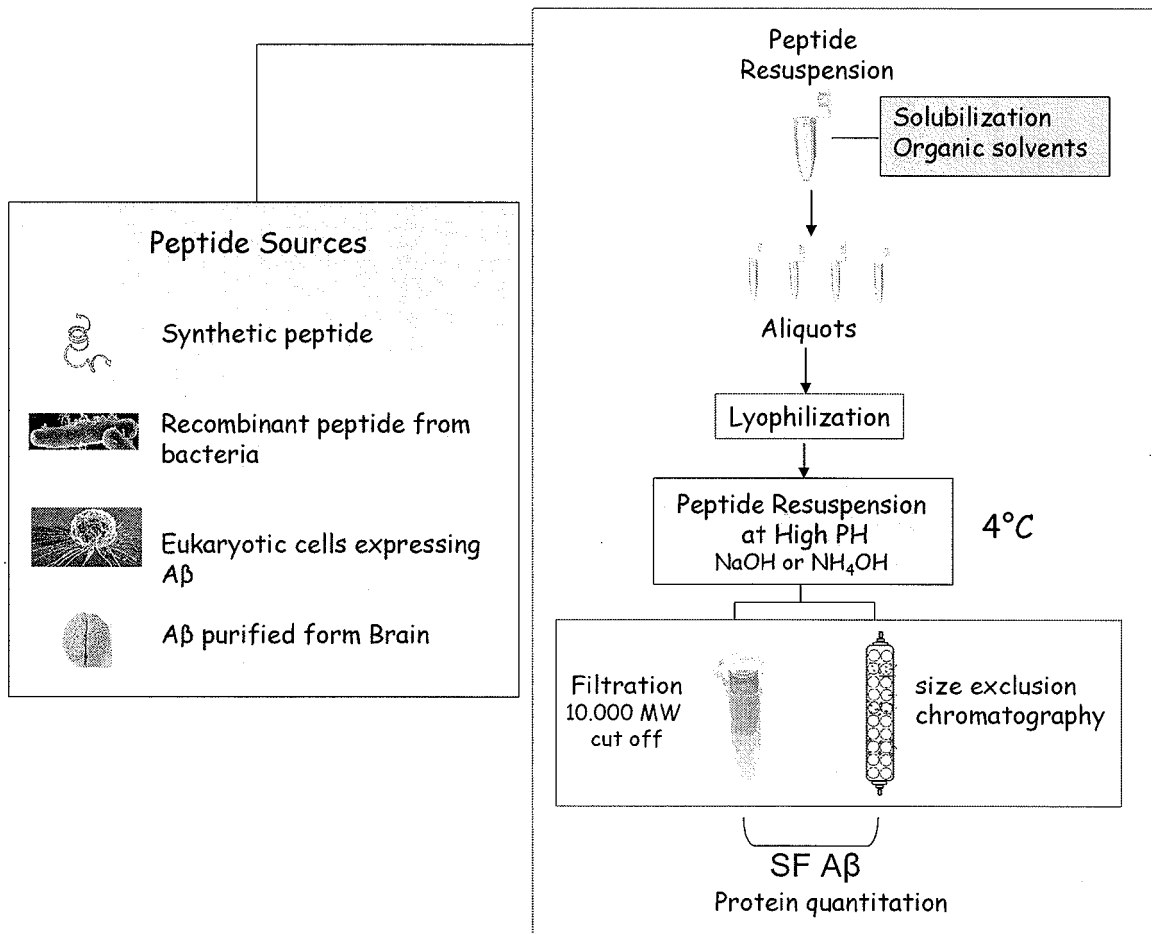 Peptide Sources
Synthetic peptide
Recombinant peptide from
bacteria
Eukaryotic cells expressing
Aβ
Aβ purified form Brain
Peptide
Resuspension
Solubilization
Organic solvents
Aliquots
Lyophilization
Peptide Resuspension
at High PH
NaOH or NH₄OH
4°C
Filtration
10.000 MW
cut off
size exclusion
chromatography
SF Aβ
Protein quantitation